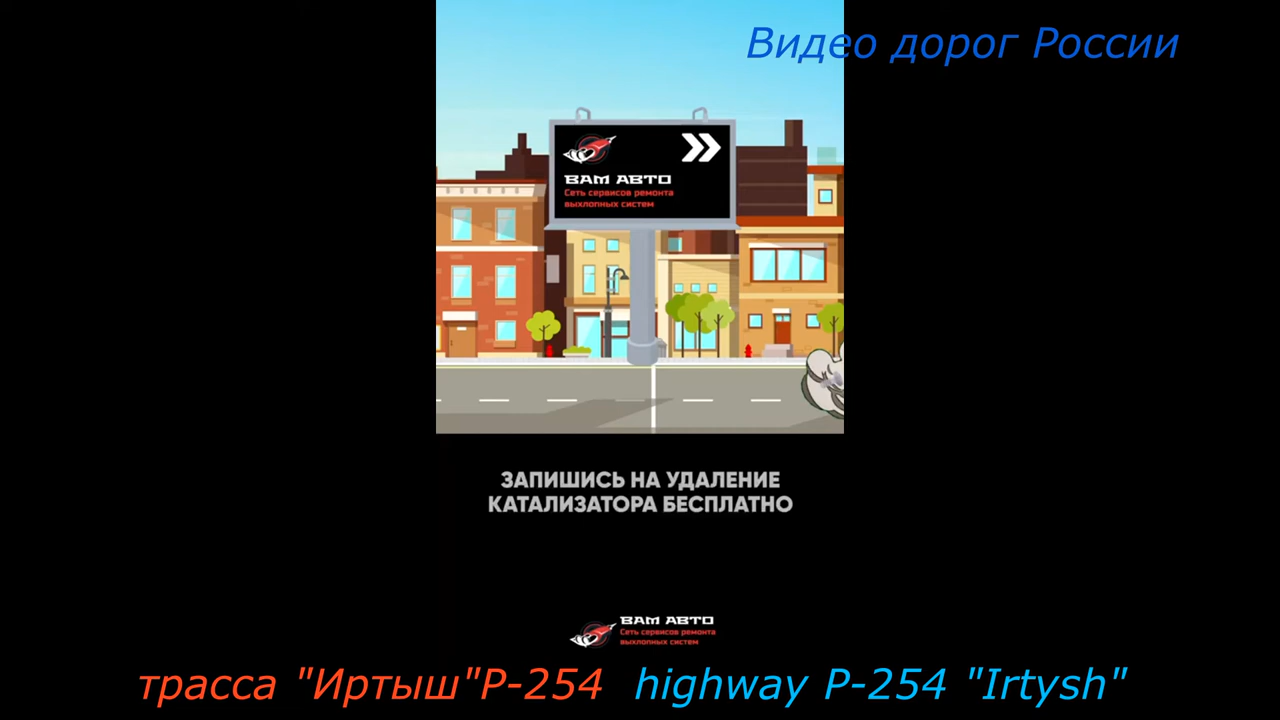 Видео дорог России
ВАМ АВТО
Сеть сервисов ремонта
выхлопных систем
ЗАПИШИСЬ НА УДАЛЕНИЕ
КАТАЛИЗАТОРА БЕСПЛАТНО
ВАМ АВТО
Сеть сервисов ремонта
выхлопных систем
трасса "Иртыш"Р-254 highway P-254 "Irtysh"